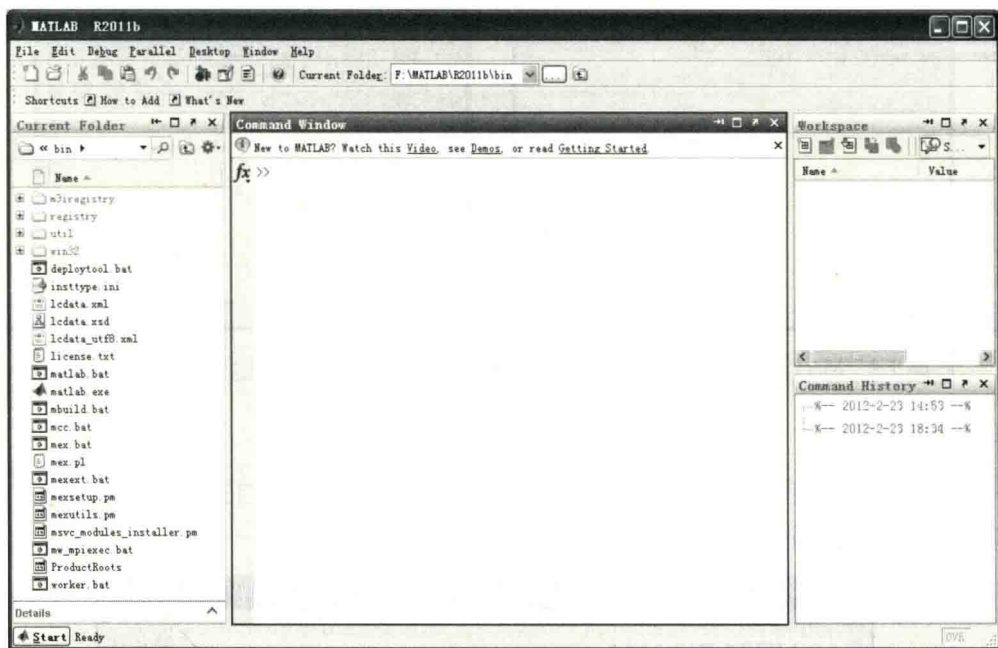 MATLAB R2011b
File Edit Debug Parallel Desktop Window Help
Current Folder: F:\MATLAB\R2011b\bin
Shortcuts How to Add What's New
Current Folder
« bin
Name
m3iregistry
registry
util
win32
deploytool.bat
insttype.ini
lcdata.xml
lcdata.xsd
lcdata_utf8.xml
license.txt
matlab.bat
matlab.exe
mbuild.bat
mcc.bat
mex.bat
mex.pl
mexext.bat
mexsetup.pm
mexutils.pm
msvc_modules_installer.pm
mw_mpiexec.bat
ProductRoots
worker.bat
Details
Command Window
New to MATLAB? Watch this Video, see Demos, or read Getting Started.
fx >>
Workspace
S...
Name Value
Command History
%-- 2012-2-23 14:53 --%
%-- 2012-2-23 18:34 --%
Start Ready
OVR